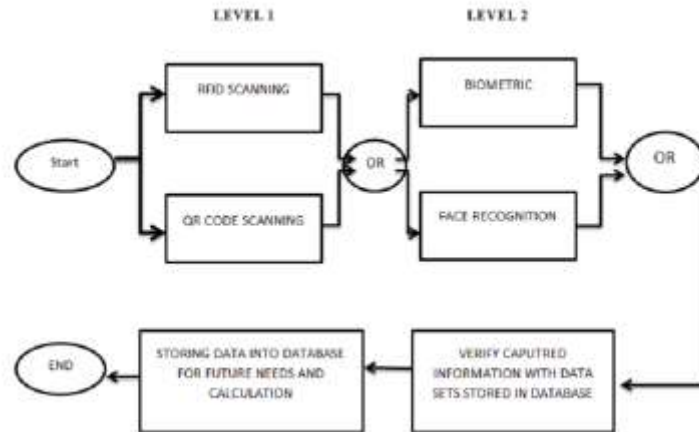 LEVEL 1
LEVEL 2
RFID SCANNING
BIOMETRIC
Start
OR
OR
QR CODE SCANNING
FACE RECOGNITION
END
STORING DATA INTO DATABASE
FOR FUTURE NEEDS AND
CALCULATION
VERIFY CAPUTRED
INFORMATION WITH DATA
SETS STORED IN DATABASE